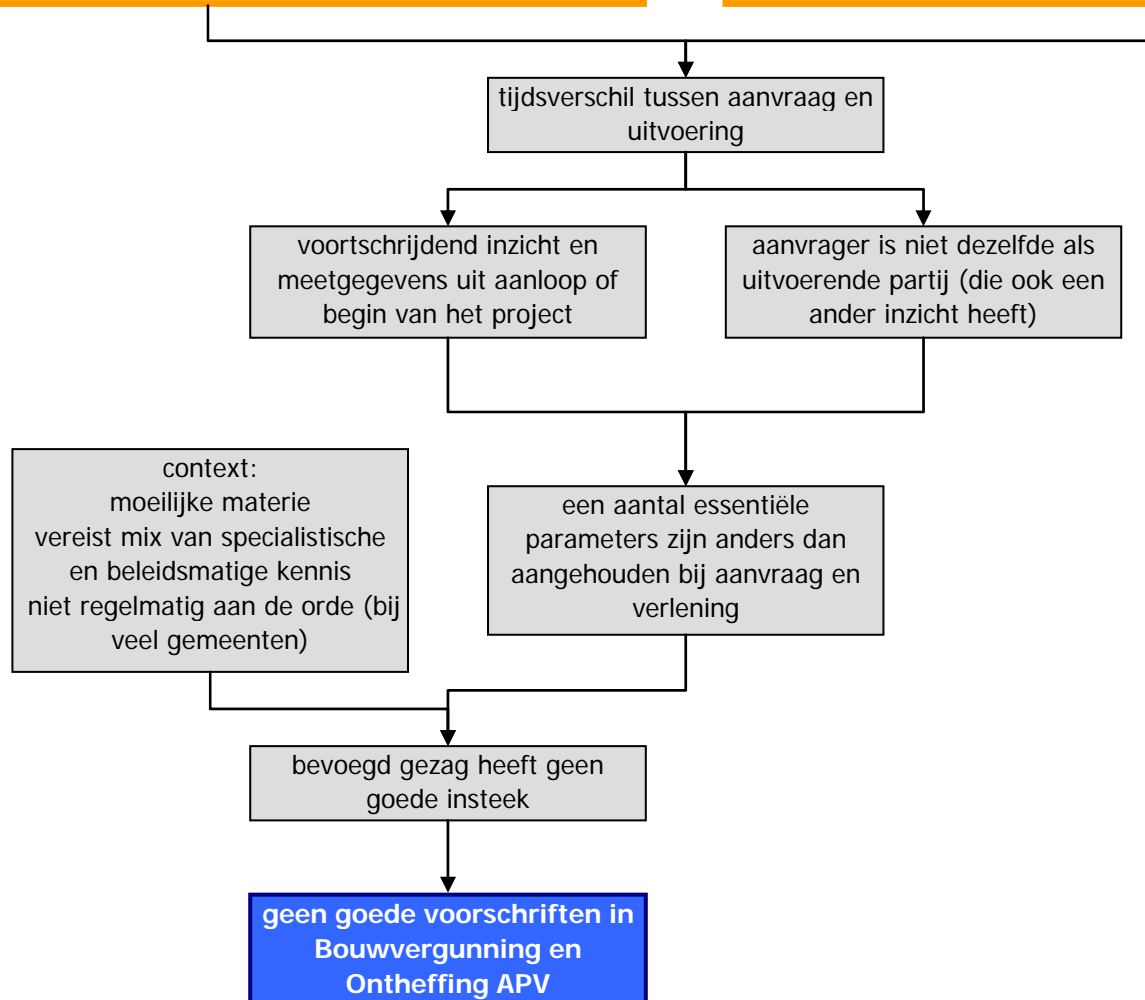 tijdsverschil tussen aanvraag en
uitvoering
voortschrijdend inzicht en
meetgegevens uit aanloop of
begin van het project
aanvrager is niet dezelfde als
uitvoerende partij (die ook een
ander inzicht heeft)
context:
moeilijke materie
vereist mix van specialistische
en beleidsmatige kennis
niet regelmatig aan de orde (bij
veel gemeenten)
een aantal essentiële
parameters zijn anders dan
aangehouden bij aanvraag en
verlening
bevoegd gezag heeft geen
goede insteek
geen goede voorschriften in
Bouwvergunning en
Ontheffing APV